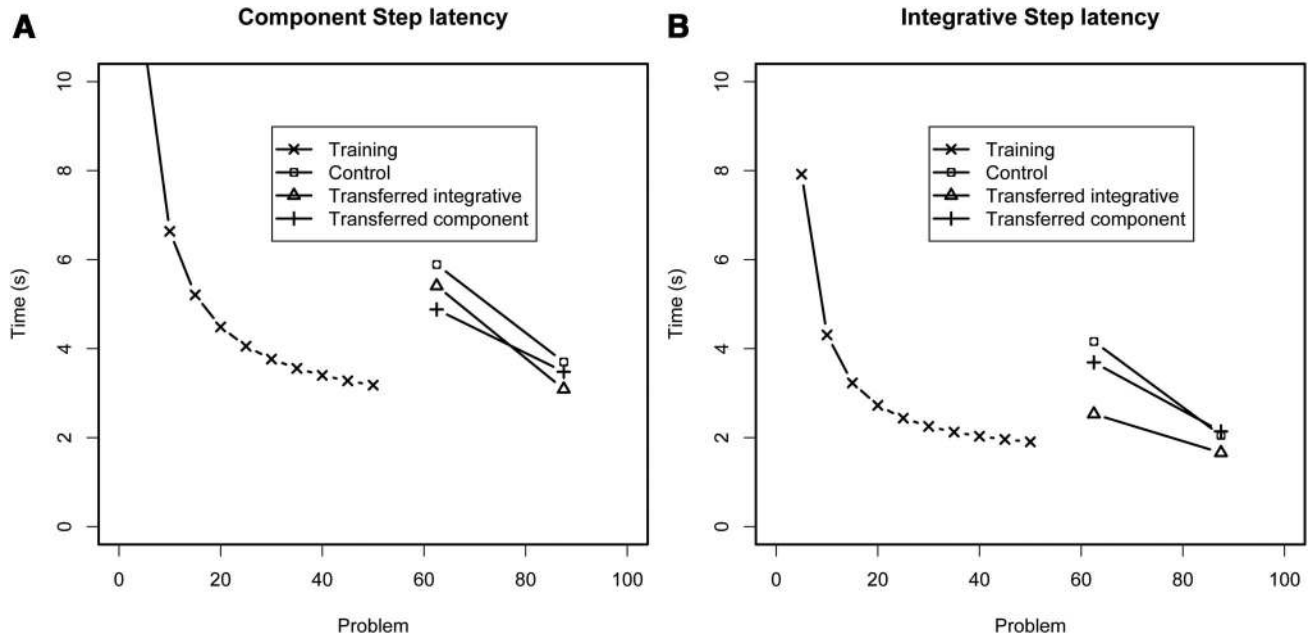 A
Component Step latency
Time (s)
10
8
6
4
2
0
Training
Control
Transferred integrative
Transferred component
0 20 40 60 80 100
Problem
B
Integrative Step latency
Time (s)
10
8
6
4
2
0
Training
Control
Transferred integrative
Transferred component
0 20 40 60 80 100
Problem